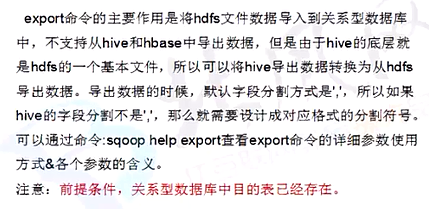 export命令的主要作用是将hdfs文件数据导入到关系型数据库
中，不支持从hive和hbase中导出数据，但是由于hive的底层就
是hdfs的一个基本文件，所以可以将hive导出数据转换为从hdfs
导出数据。导出数据的时候，默认字段分割方式是','，所以如果
hive的字段分割不是','，那么就需要设计成对应格式的分割符号。
可以通过命令:sqoop help export查看export命令的详细参数使用
方式&各个参数的含义。
注意：前提条件，关系型数据库中目的表已经存在。